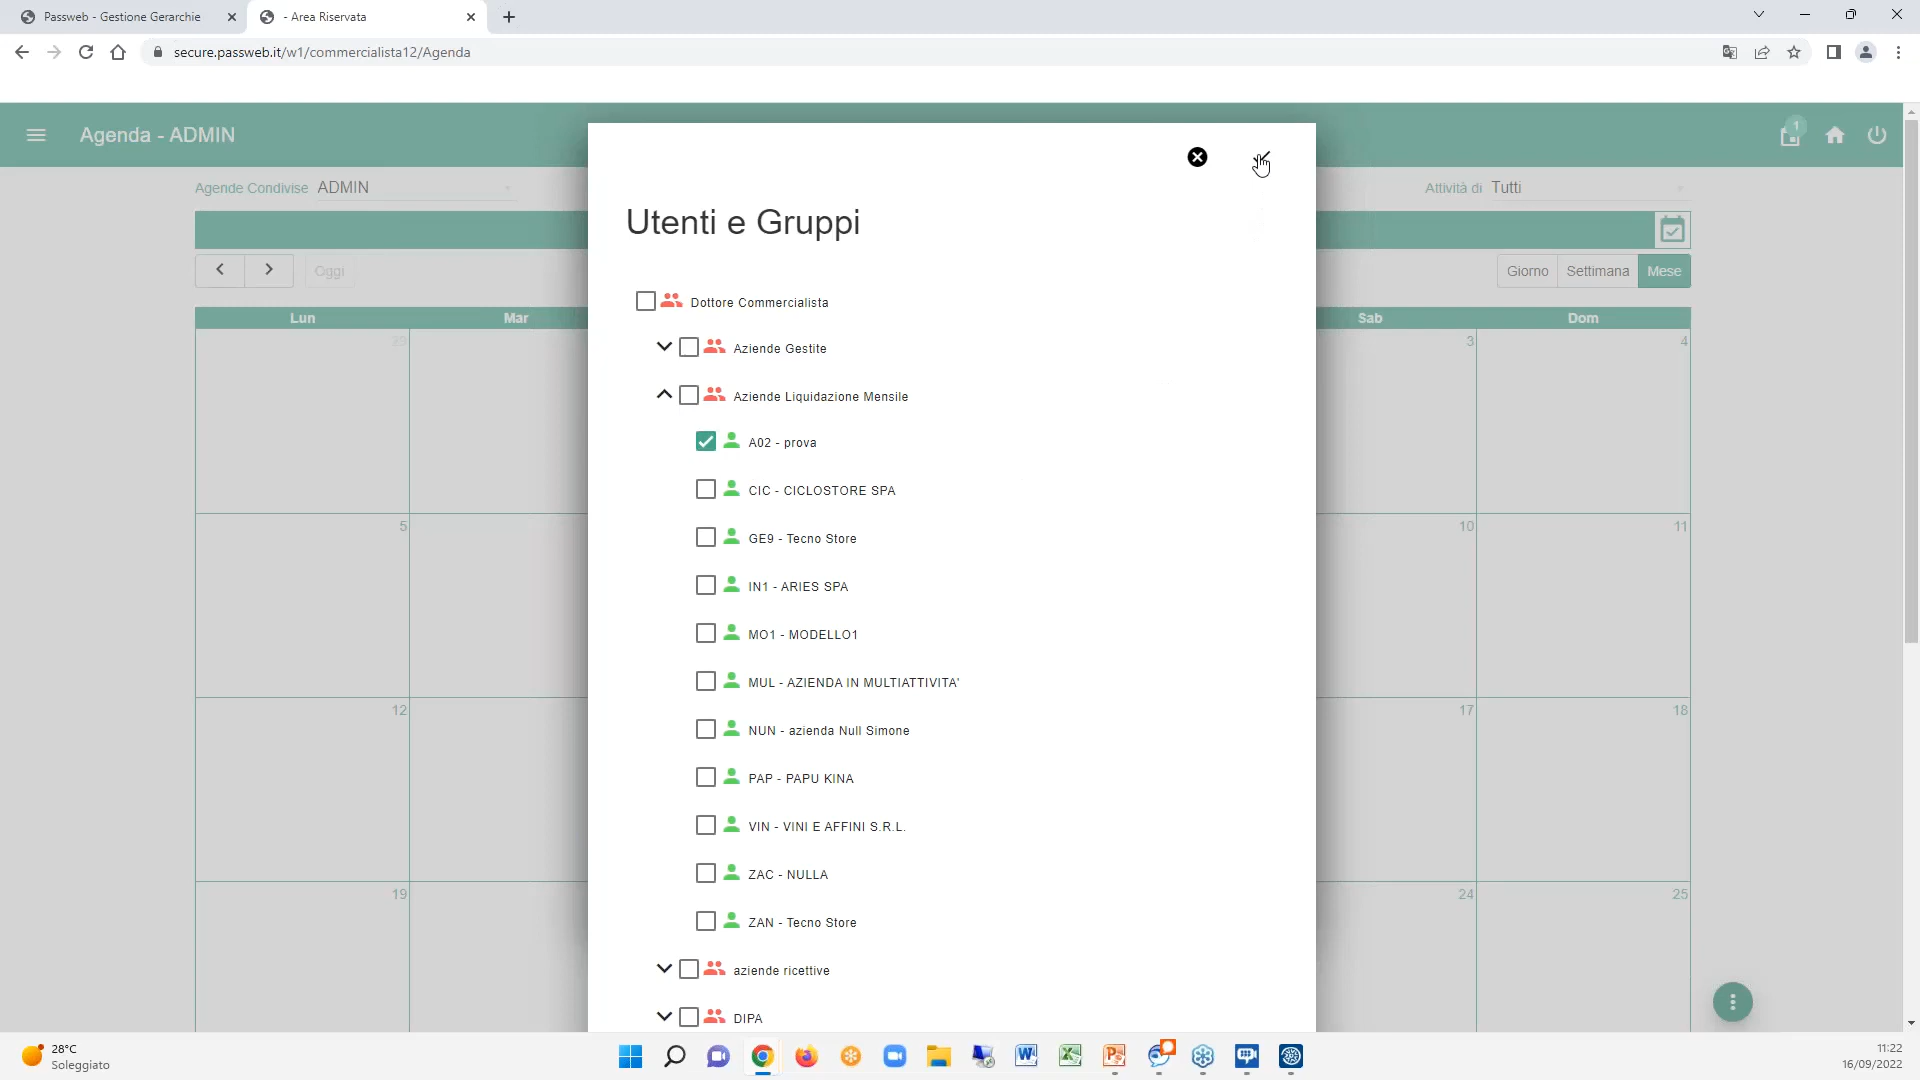 Passweb - Gestione Gerarchie
- Area Riservata
secure.passweb.it/w1/commercialista12/Agenda
Agenda - ADMIN
1
Agende Condivise ADMIN
Attività di Tutti
Oggi
Giorno Settimana Mese
Lun Mar Sab Dom
29 3 4
5 10 11
12 17 18
19 24 25
Utenti e Gruppi
Dottore Commercialista
Aziende Gestite
Aziende Liquidazione Mensile
A02 - prova
CIC - CICLOSTORE SPA
GE9 - Tecno Store
IN1 - ARIES SPA
MO1 - MODELLO1
MUL - AZIENDA IN MULTIATTIVITA'
NUN - azienda Null Simone
PAP - PAPU KINA
VIN - VINI E AFFINI S.R.L.
ZAC - NULLA
ZAN - Tecno Store
aziende ricettive
DIPA
28°C
Soleggiato
11:22
16/09/2022